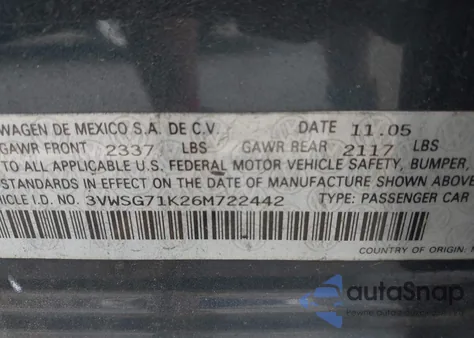 WAGEN DE MEXICO S.A. DE C.V. DATE 11.05
GAWR FRONT 2337 LBS GAWR REAR 2117 LBS
TO ALL APPLICABLE U.S. FEDERAL MOTOR VEHICLE SAFETY, BUMPER,
STANDARDS IN EFFECT ON THE DATE OF MANUFACTURE SHOWN ABOVE
HICLE I.D. NO. 3VWSG71K26M722442 TYPE: PASSENGER CAR
COUNTRY OF ORIGIN:
autoSnap